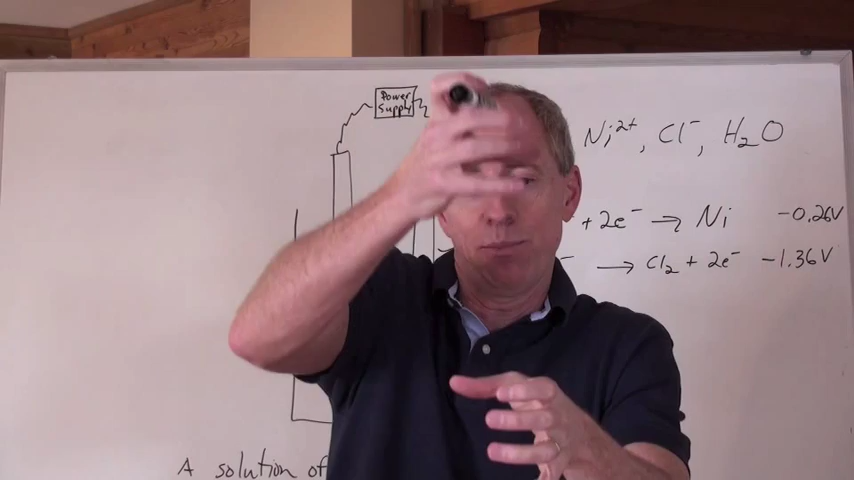 Power
Supply
Ni²⁺, Cl⁻, H₂O
+ 2e⁻ → Ni -0.26V
⁻ → Cl₂ + 2e⁻ -1.36V
A solution of